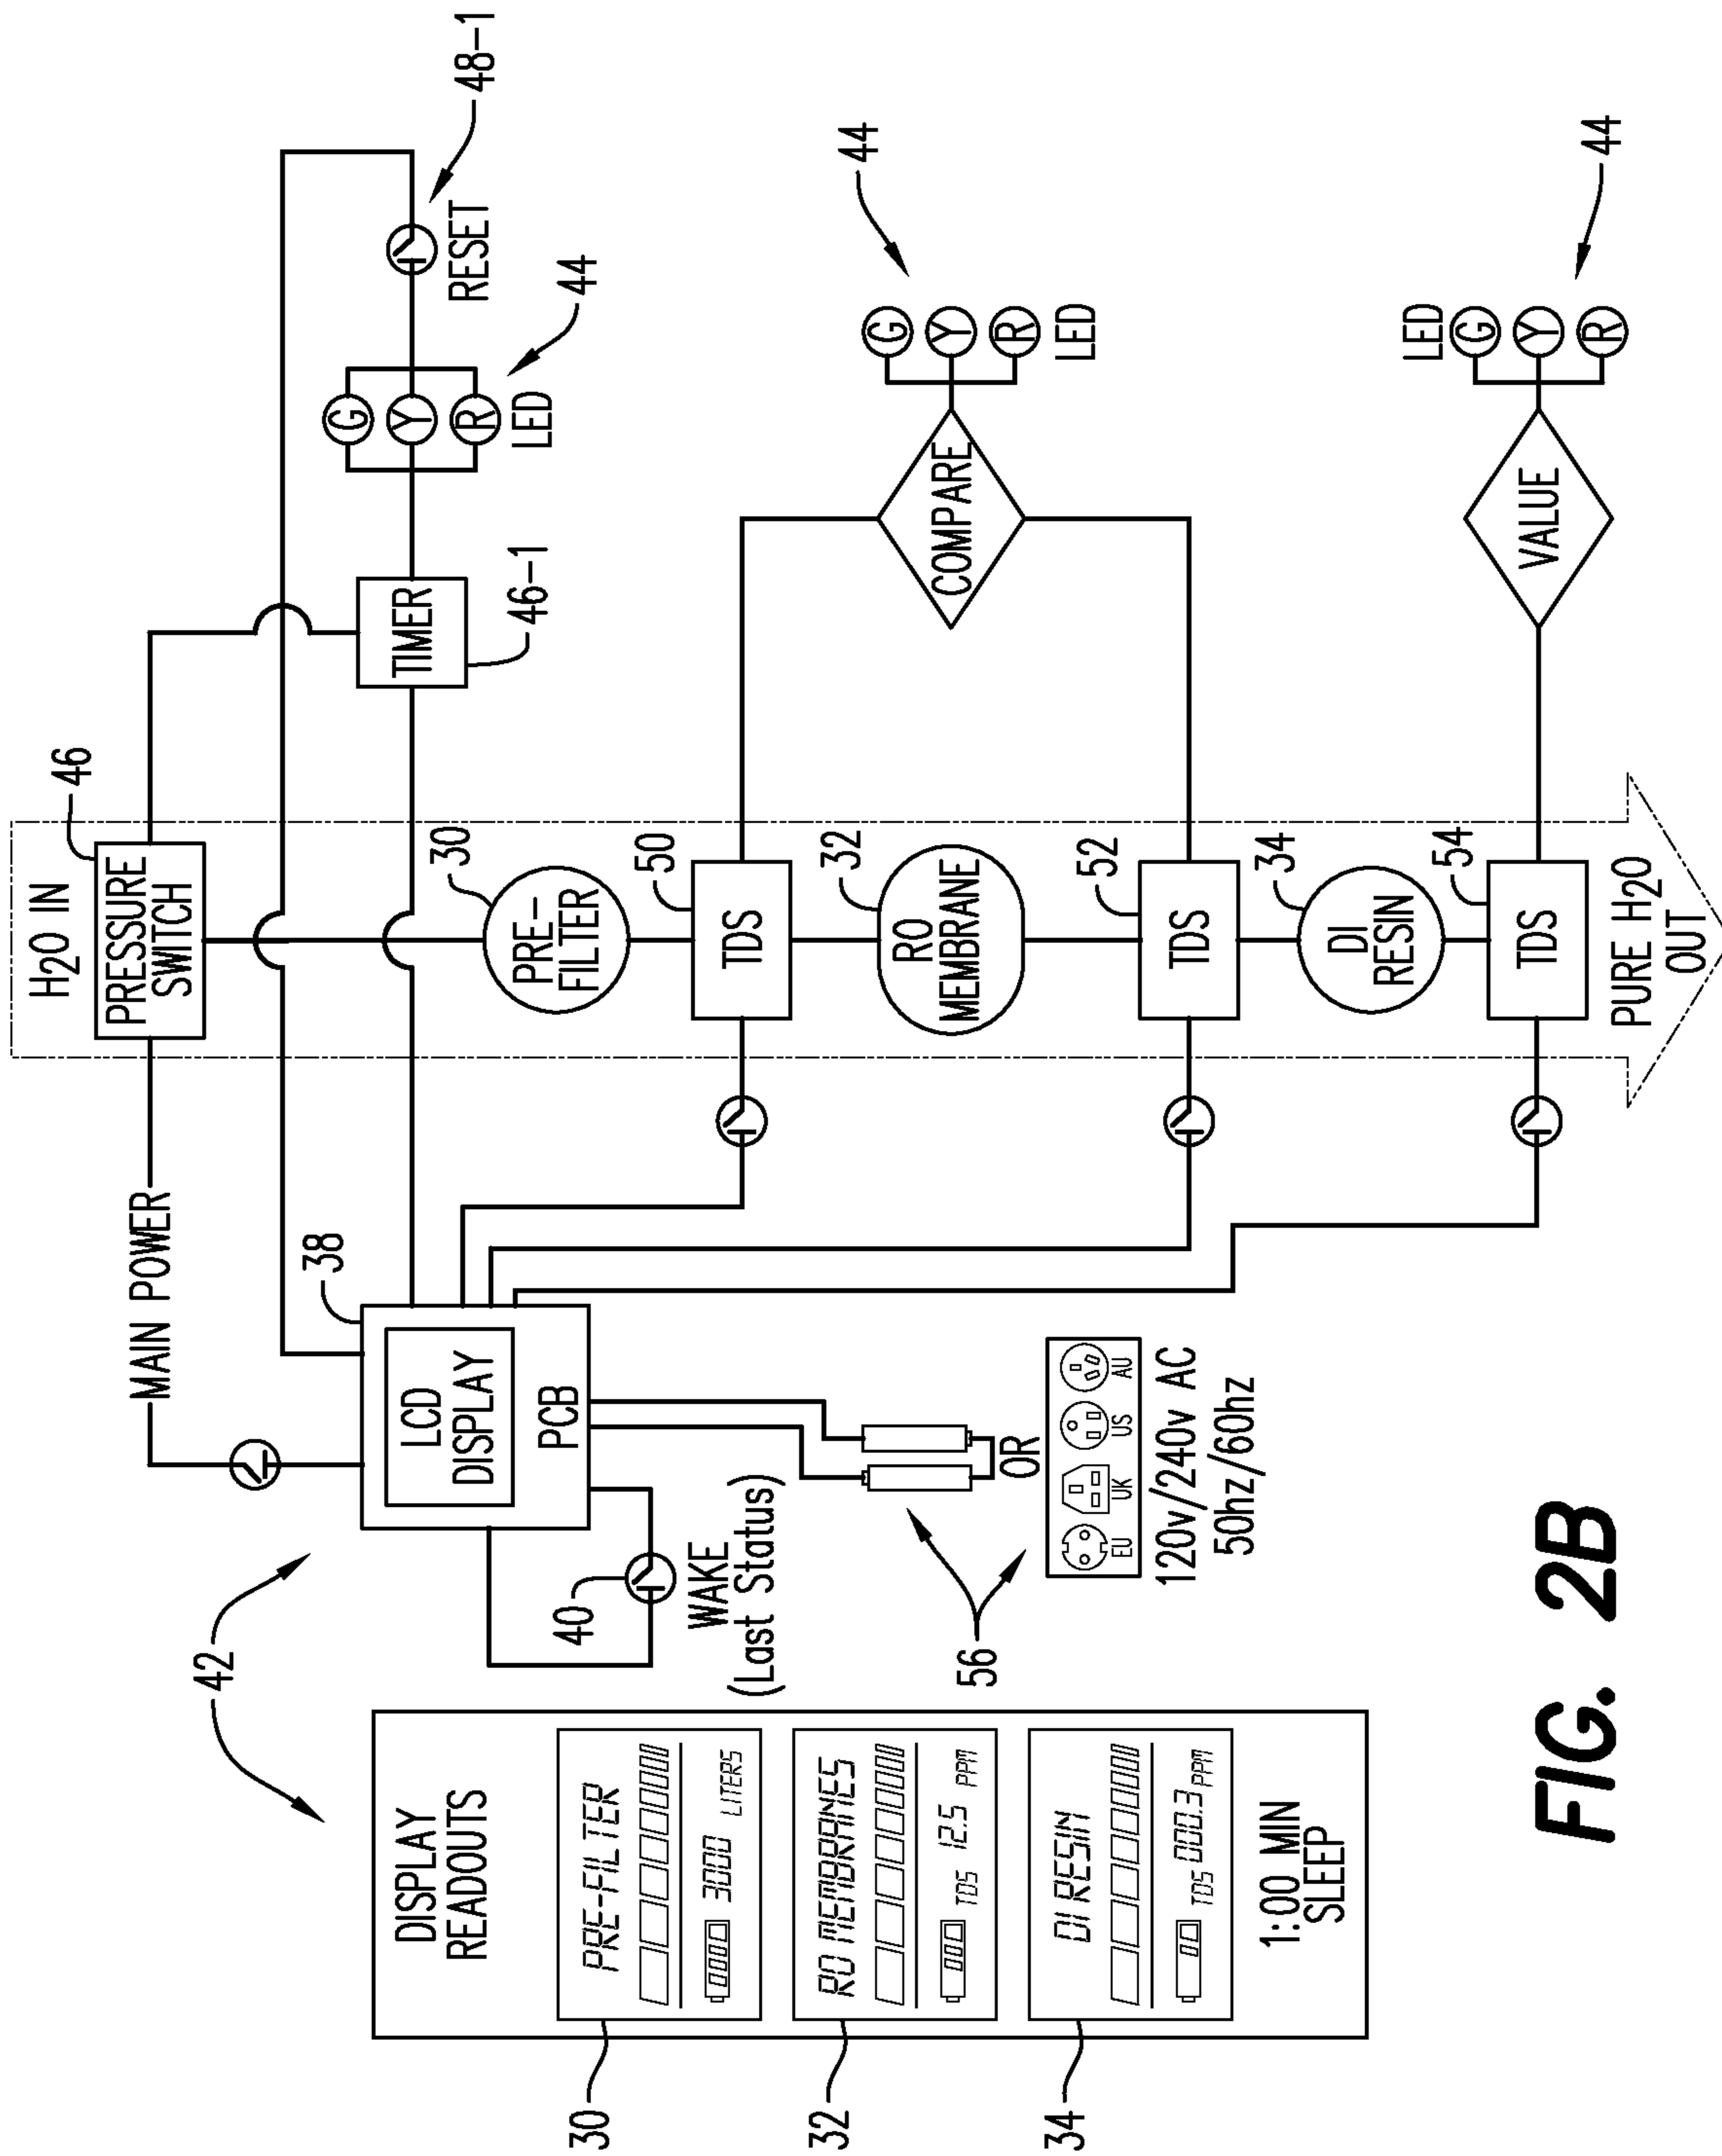 42
DISPLAY
READOUTS
30
PRE-FILTER
3000 LITERS
32
RO MEMBRANES
TDS 12.5 PPM
34
DI RESIN
TDS 000.3 PPM
1:00 MIN
SLEEP
MAIN POWER
38
LCD
DISPLAY
PCB
40
WAKE
(Last Status)
56
OR
EU
UK
US
AU
120v/240v AC
50hz/60hz
H2O IN
46
PRESSURE
SWITCH
30
PRE-
FILTER
50
TDS
32
RO
MEMBRANE
52
TDS
34
DI
RESIN
54
TDS
PURE H2O
OUT
TIMER
46-1
G
Y
R
LED
44
RESET
48-1
COMPARE
G
Y
R
LED
44
VALUE
LED
G
Y
R
44
FIG. 2B